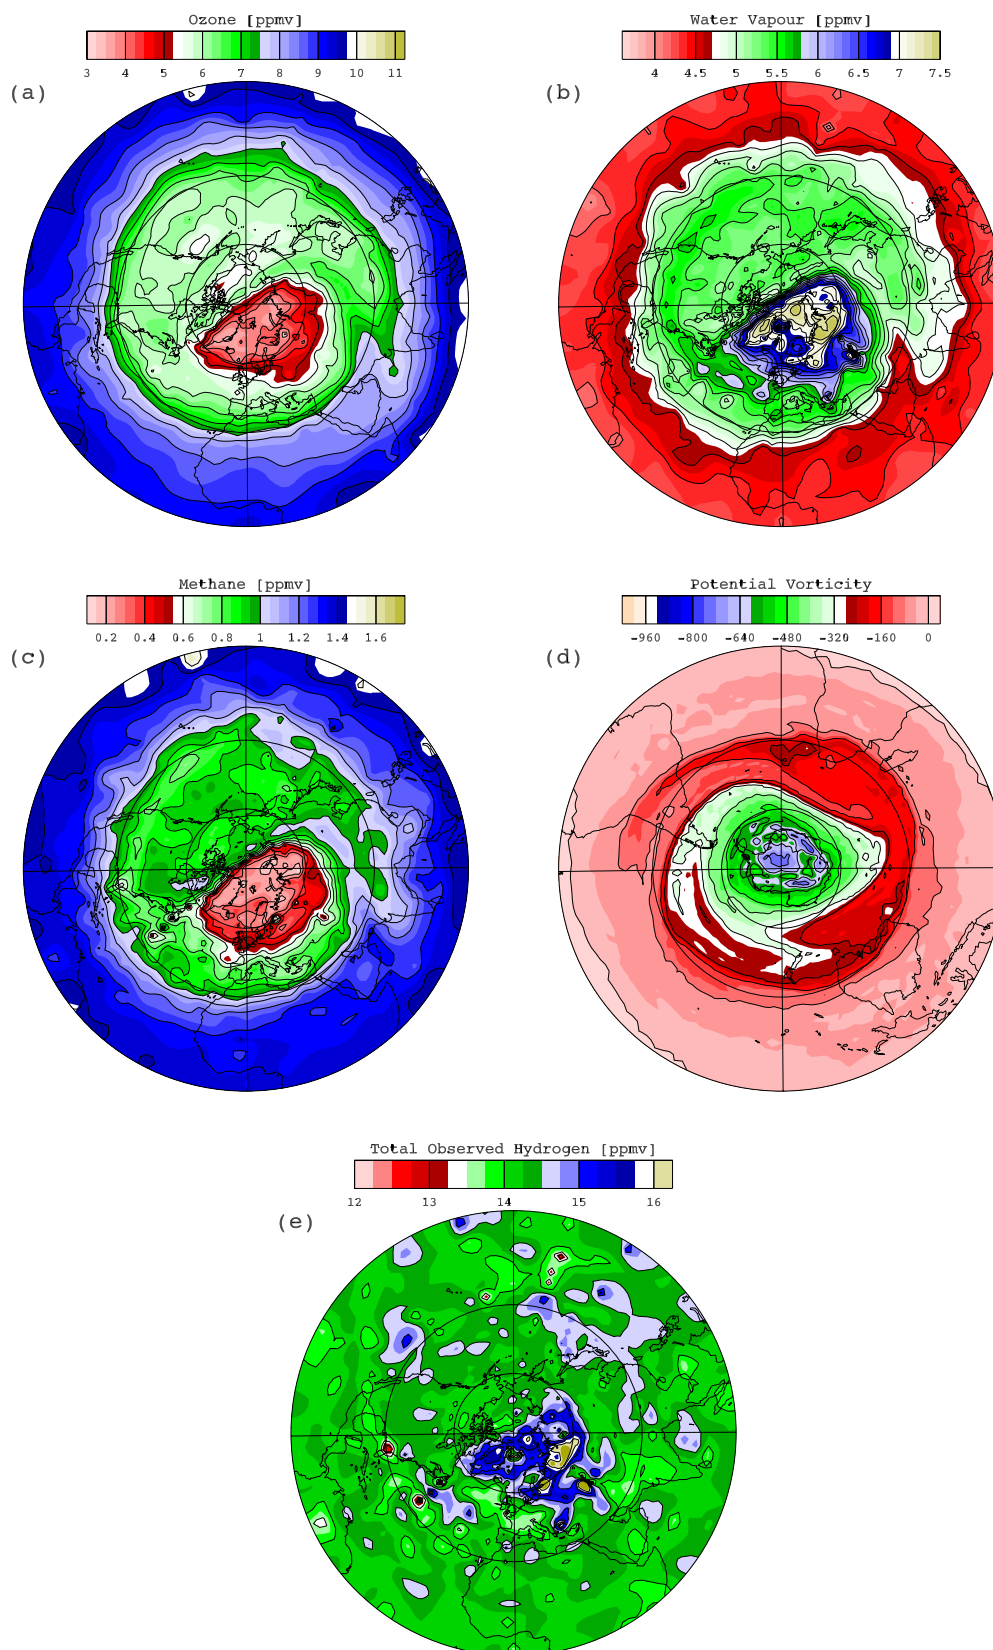 Ozone [ppmv]
3 4 5 6 7 8 9 10 11
(a)
Water Vapour [ppmv]
4 4.5 5 5.5 6 6.5 7 7.5
(b)
Methane [ppmv]
0.2 0.4 0.6 0.8 1 1.2 1.4 1.6
(c)
Potential Vorticity
-960 -800 -640 -480 -320 -160 0
(d)
Total Observed Hydrogen [ppmv]
12 13 14 15 16
(e)